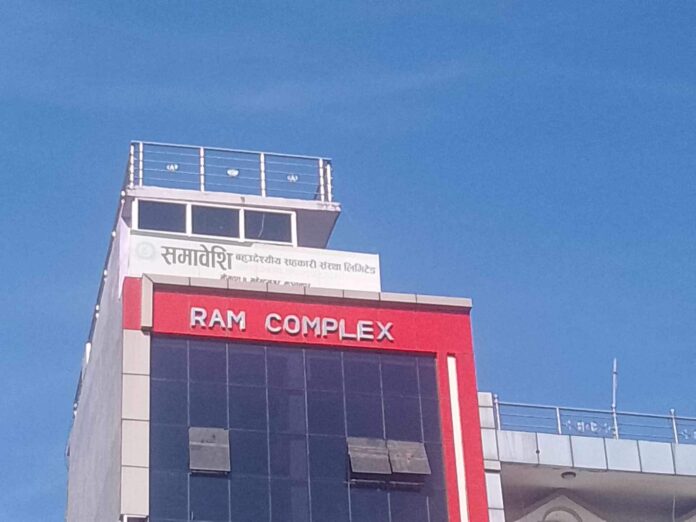 समावेशि बहुउद्देश्यीय सहकारी संस्था लिमिटेड
RAM COMPLEX